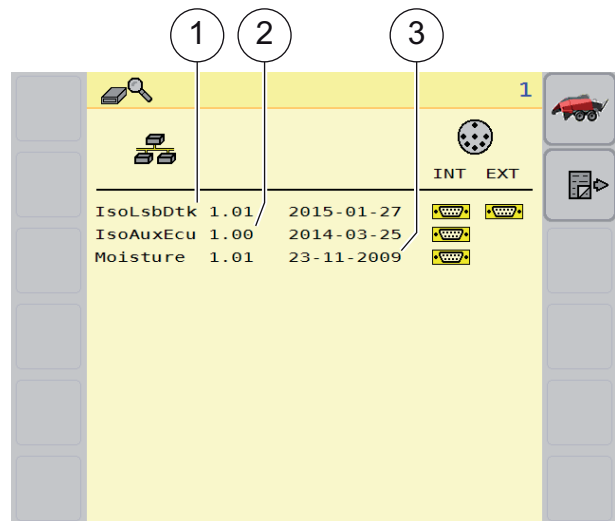 1 2 3
1
INT EXT
IsoLsbDtk 1.01 2015-01-27
IsoAuxEcu 1.00 2014-03-25
Moisture 1.01 23-11-2009